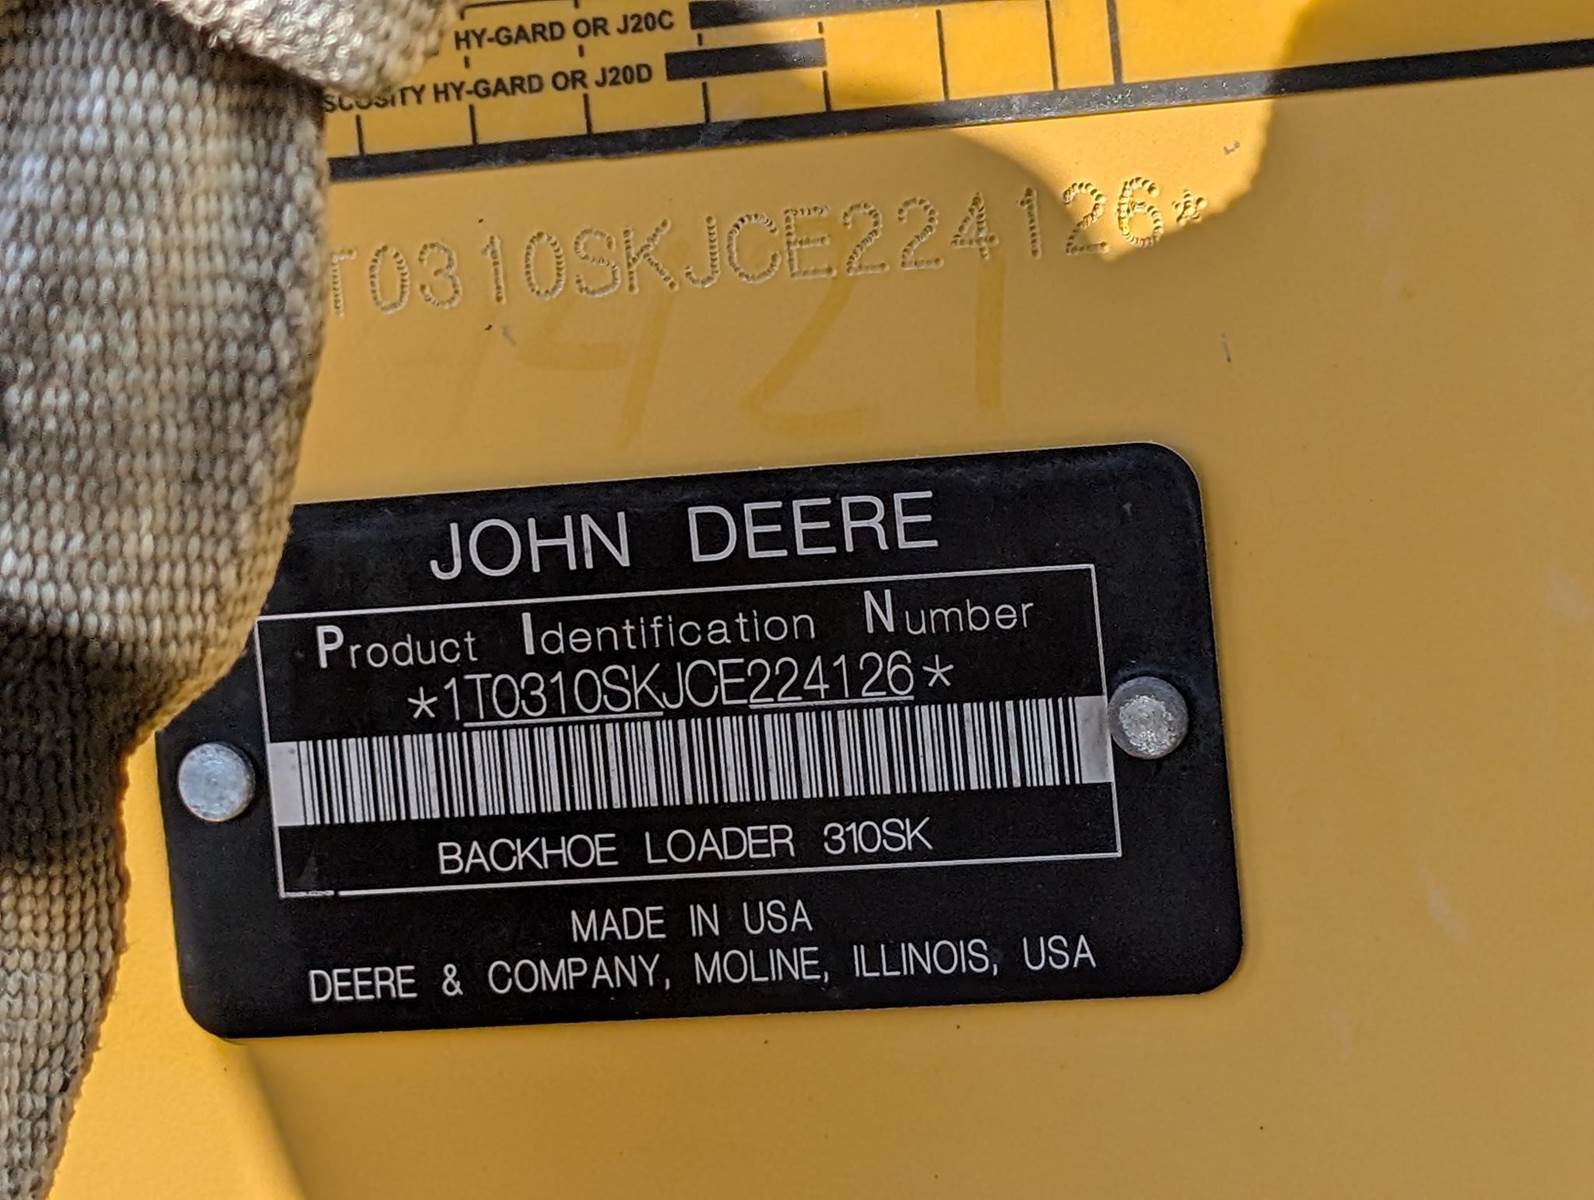 HY-GARD OR J20C
SCOSITY HY-GARD OR J20D
T0310SKJCE224126*
421
JOHN DEERE
Product Identification Number
*1T0310SKJCE224126*
BACKHOE LOADER 310SK
MADE IN USA
DEERE & COMPANY, MOLINE, ILLINOIS, USA